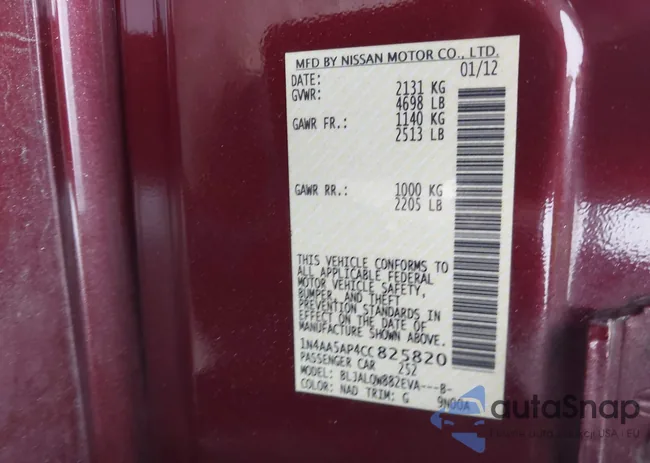 MFD BY NISSAN MOTOR CO., LTD.
DATE: 01/12
GVWR: 2131 KG
4698 LB
GAWR FR.: 1140 KG
2513 LB
GAWR RR.: 1000 KG
2205 LB
THIS VEHICLE CONFORMS TO
ALL APPLICABLE FEDERAL
MOTOR VEHICLE SAFETY,
BUMPER, AND THEFT
PREVENTION STANDARDS IN
EFFECT ON THE DATE OF
MANUFACTURE SHOWN ABOVE.
1N4AA5AP4CC825820
PASSENGER CAR 252
MODEL: BLJALQW882EVA---B-
COLOR: NAD TRIM: G 9N00A
autoSnap
USA - EU